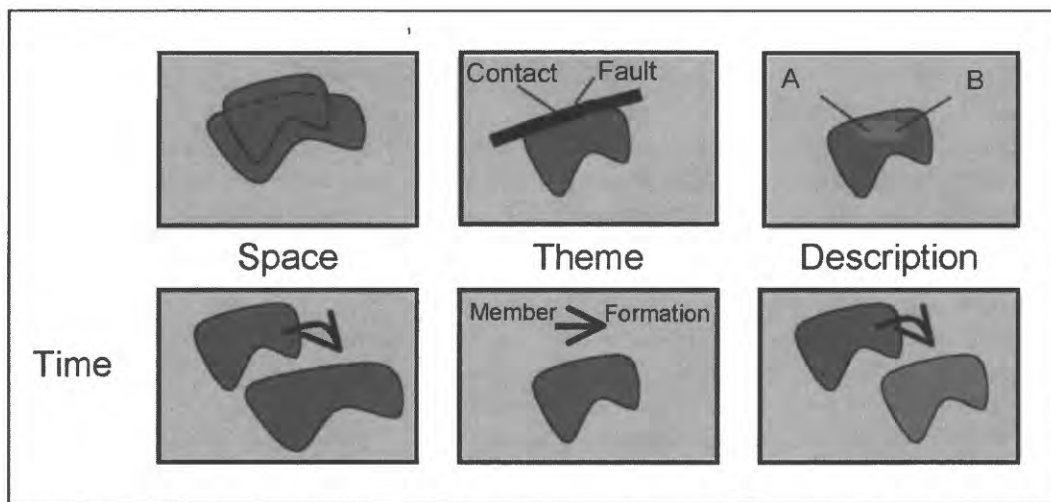 Contact Fault
A B
Space Theme Description
Member Formation
Time